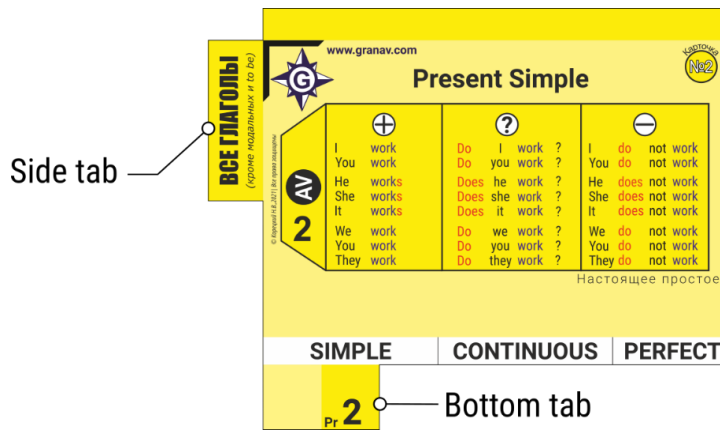 www.granav.com
Карточка
№2
G
Present Simple
ВСЕ ГЛАГОЛЫ
(кроме модальных и to be)
Side tab
© Корецкой Н.В., 2021 | Все права защищены
AV
2
+
I work
You work
He works
She works
It works
We work
You work
They work
?
Do I work ?
Do you work ?
Does he work ?
Does she work ?
Does it work ?
Do we work ?
Do you work ?
Do they work ?
−
I do not work
You do not work
He does not work
She does not work
It does not work
We do not work
You do not work
They do not work
Настоящее простое
SIMPLE CONTINUOUS PERFECT
Pr 2
Bottom tab